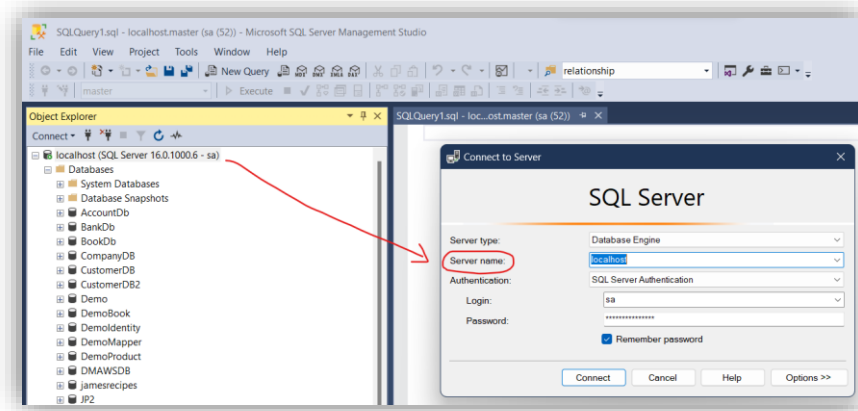 SQLQuery1.sql - localhost.master (sa (52)) - Microsoft SQL Server Management Studio
File Edit View Project Tools Window Help
New Query MDX DMX XMLA DAX relationship
master Execute
Object Explorer
SQLQuery1.sql - loc...ost.master (sa (52))
Connect
localhost (SQL Server 16.0.1000.6 - sa)
Databases
System Databases
Database Snapshots
AccountDb
BankDb
BookDb
CompanyDB
CustomerDB
CustomerDB2
Demo
DemoBook
DemoIdentity
DemoMapper
DemoProduct
DMAWSDB
jamesrecipes
JP2
Connect to Server
SQL Server
Server type: Database Engine
Server name: localhost
Authentication: SQL Server Authentication
Login: sa
Password: ***************
Remember password
Connect Cancel Help Options >>